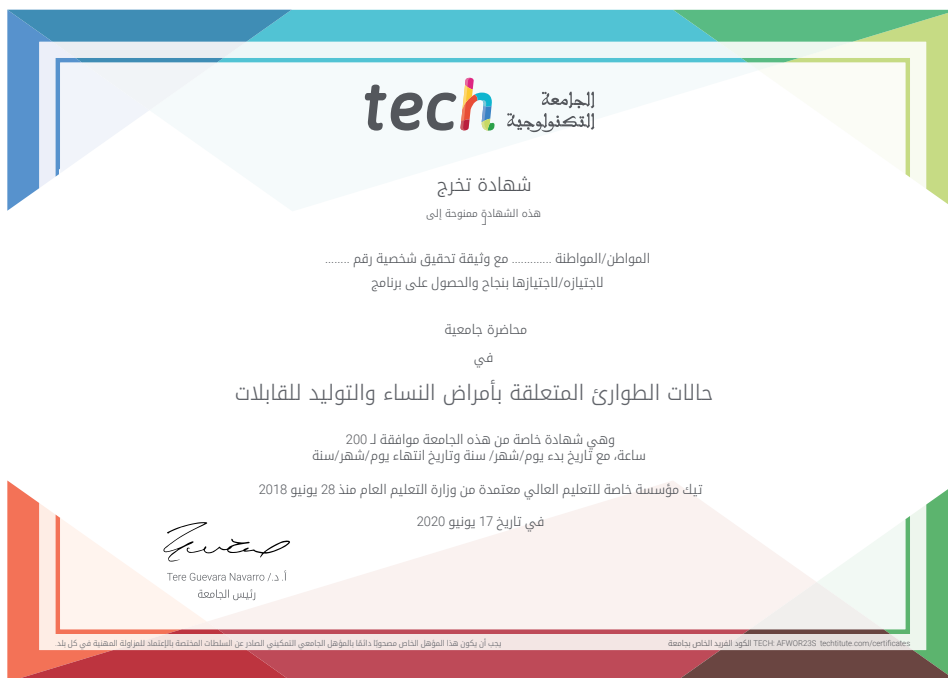 tech الجامعة
التكنولوجية
شهادة تخرج
هذه الشهادة ممنوحة إلى
المواطن/المواطنة ............. مع وثيقة تحقيق شخصية رقم ........
لاجتيازه/لاجتيازها بنجاح والحصول على برنامج
محاضرة جامعية
في
حالات الطوارئ المتعلقة بأمراض النساء والتوليد للقابلات
وهي شهادة خاصة من هذه الجامعة موافقة لـ 200
ساعة، مع تاريخ بدء يوم/شهر/ سنة وتاريخ انتهاء يوم/شهر/سنة
تيك مؤسسة خاصة للتعليم العالي معتمدة من وزارة التعليم العام منذ 28 يونيو 2018
في تاريخ 17 يونيو 2020
أ. د./ Tere Guevara Navarro
رئيس الجامعة
الكود الفريد الخاص بجامعة TECH: AFWOR23S techtitute.com/certificates
يجب أن يكون هذا المؤهل الخاص مصحوبًا دائمًا بالمؤهل الجامعي التمكيني الصادر عن السلطات المختصة بالإعتماد للمزاولة المهنية في كل بلد.